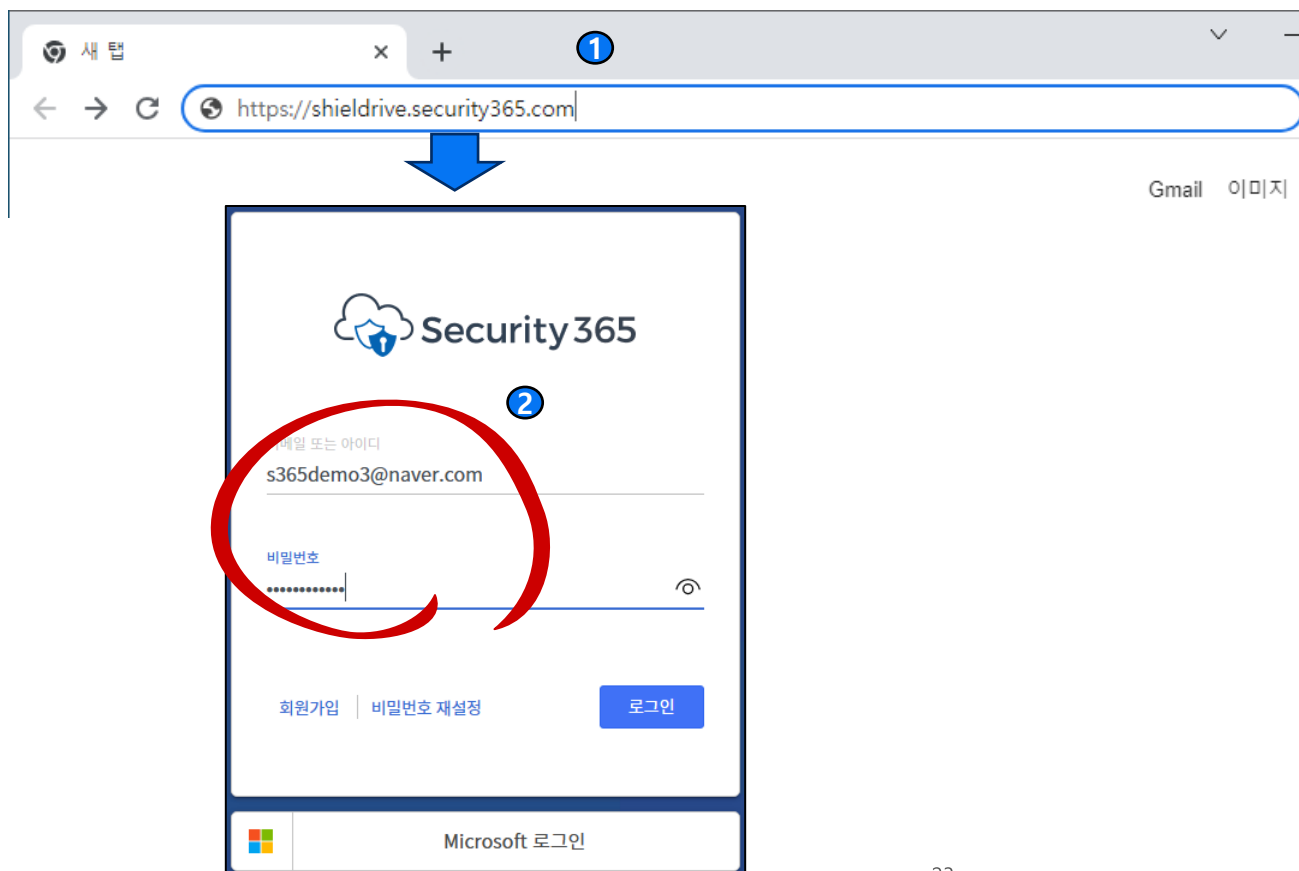 새 탭
1
https://shieldrive.security365.com
Gmail 이미지
Security365
2
이메일 또는 아이디
s365demo3@naver.com
비밀번호
••••••••••••
회원가입 비밀번호 재설정 로그인
Microsoft 로그인